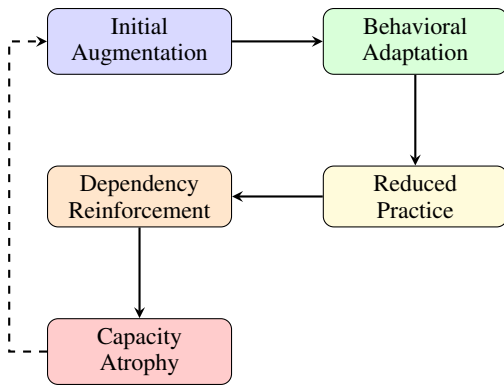 Initial
Augmentation
Behavioral
Adaptation
Dependency
Reinforcement
Reduced
Practice
Capacity
Atrophy